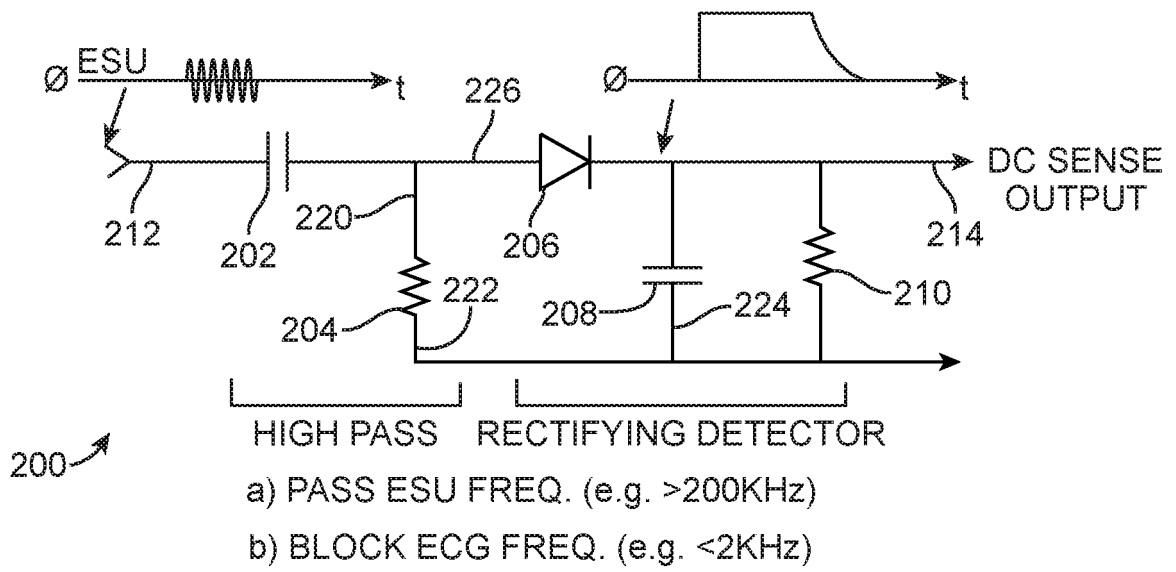 Ø ESU
t
Ø
t
226
DC SENSE
OUTPUT
212
202
220
206
214
204
222
208
224
210
HIGH PASS
RECTIFYING DETECTOR
200
a) PASS ESU FREQ. (e.g. >200KHz)
b) BLOCK ECG FREQ. (e.g. <2KHz)